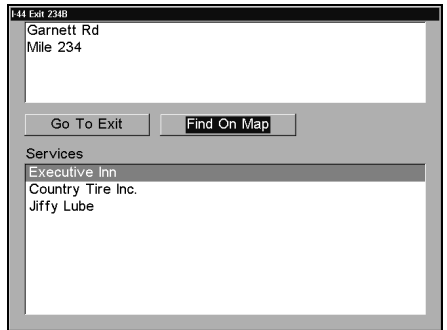 I-44 Exit 234B
Garnett Rd
Mile 234
Go To Exit
Find On Map
Services
Executive Inn
Country Tire Inc.
Jiffy Lube